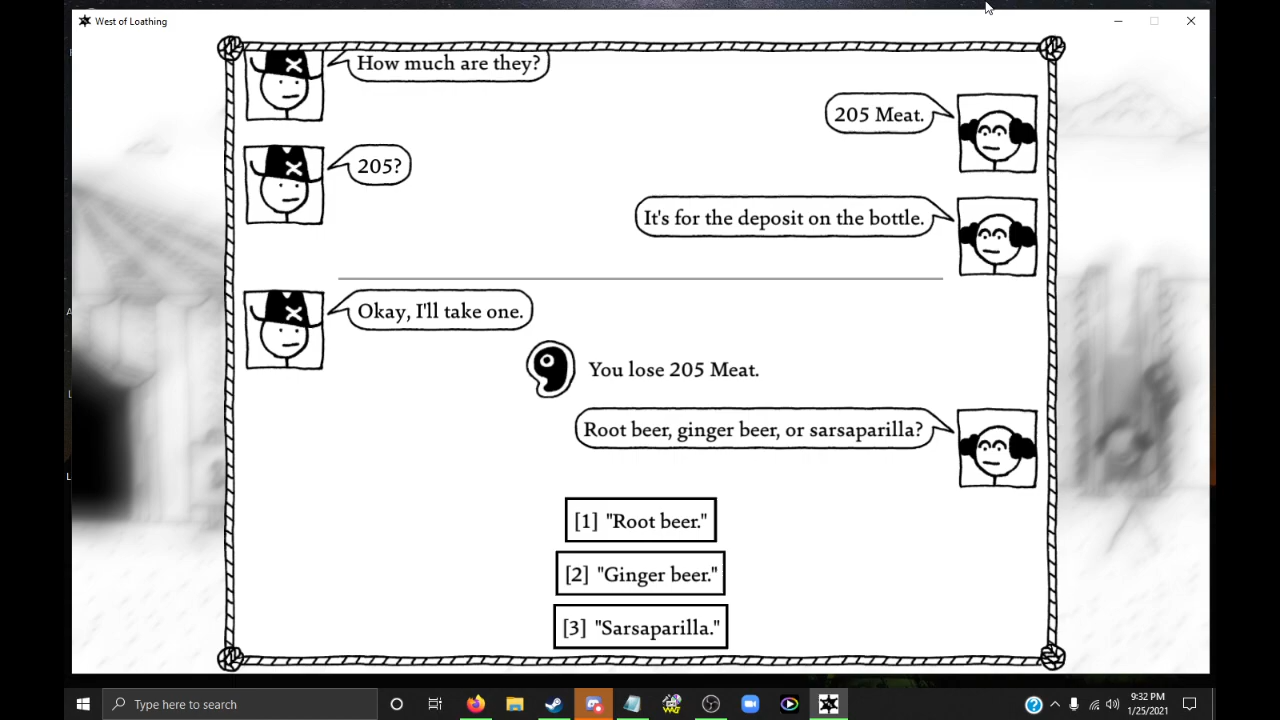 West of Loathing
How much are they?
205 Meat.
205?
It's for the deposit on the bottle.
Okay, I'll take one.
You lose 205 Meat.
Root beer, ginger beer, or sarsaparilla?
[1] "Root beer."
[2] "Ginger beer."
[3] "Sarsaparilla."
Type here to search
9:32 PM
1/25/2021